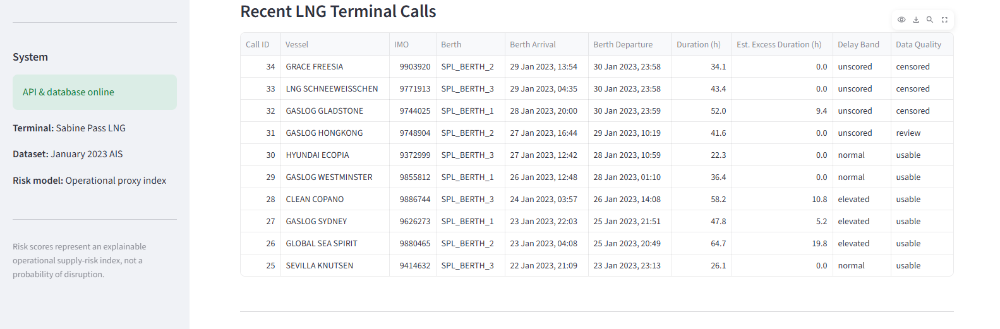 System
API & database online
Terminal: Sabine Pass LNG
Dataset: January 2023 AIS
Risk model: Operational proxy index
Risk scores represent an explainable
operational supply-risk index, not a
probability of disruption.
Recent LNG Terminal Calls
Call ID Vessel IMO Berth Berth Arrival Berth Departure Duration (h) Est. Excess Duration (h) Delay Band Data Quality
34 GRACE FREESIA 9903920 SPL_BERTH_2 29 Jan 2023, 13:54 30 Jan 2023, 23:58 34.1 0.0 unscored censored
33 LNG SCHNEEWEISSCHEN 9771913 SPL_BERTH_3 29 Jan 2023, 04:35 30 Jan 2023, 23:58 43.4 0.0 unscored censored
32 GASLOG GLADSTONE 9744025 SPL_BERTH_1 28 Jan 2023, 20:00 30 Jan 2023, 23:59 52.0 9.4 unscored censored
31 GASLOG HONGKONG 9748904 SPL_BERTH_2 27 Jan 2023, 16:44 29 Jan 2023, 10:19 41.6 0.0 unscored review
30 HYUNDAI ECOPIA 9372999 SPL_BERTH_3 27 Jan 2023, 12:42 28 Jan 2023, 10:59 22.3 0.0 normal usable
29 GASLOG WESTMINSTER 9855812 SPL_BERTH_1 26 Jan 2023, 12:48 28 Jan 2023, 01:10 36.4 0.0 normal usable
28 CLEAN COPANO 9886744 SPL_BERTH_3 24 Jan 2023, 03:57 26 Jan 2023, 14:08 58.2 10.8 elevated usable
27 GASLOG SYDNEY 9626273 SPL_BERTH_1 23 Jan 2023, 22:03 25 Jan 2023, 21:51 47.8 5.2 elevated usable
26 GLOBAL SEA SPIRIT 9880465 SPL_BERTH_2 23 Jan 2023, 04:08 25 Jan 2023, 20:49 64.7 19.8 elevated usable
25 SEVILLA KNUTSEN 9414632 SPL_BERTH_3 22 Jan 2023, 21:09 23 Jan 2023, 23:13 26.1 0.0 normal usable